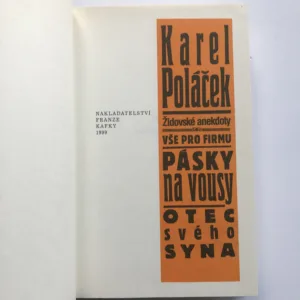 NAKLADATELSTVÍ
FRANZE
KAFKY
1999
Karel
Poláček
Židovské anekdoty
VŠE PRO FIRMU
PÁSKY
na vousy
OTEC
svého
SYNA